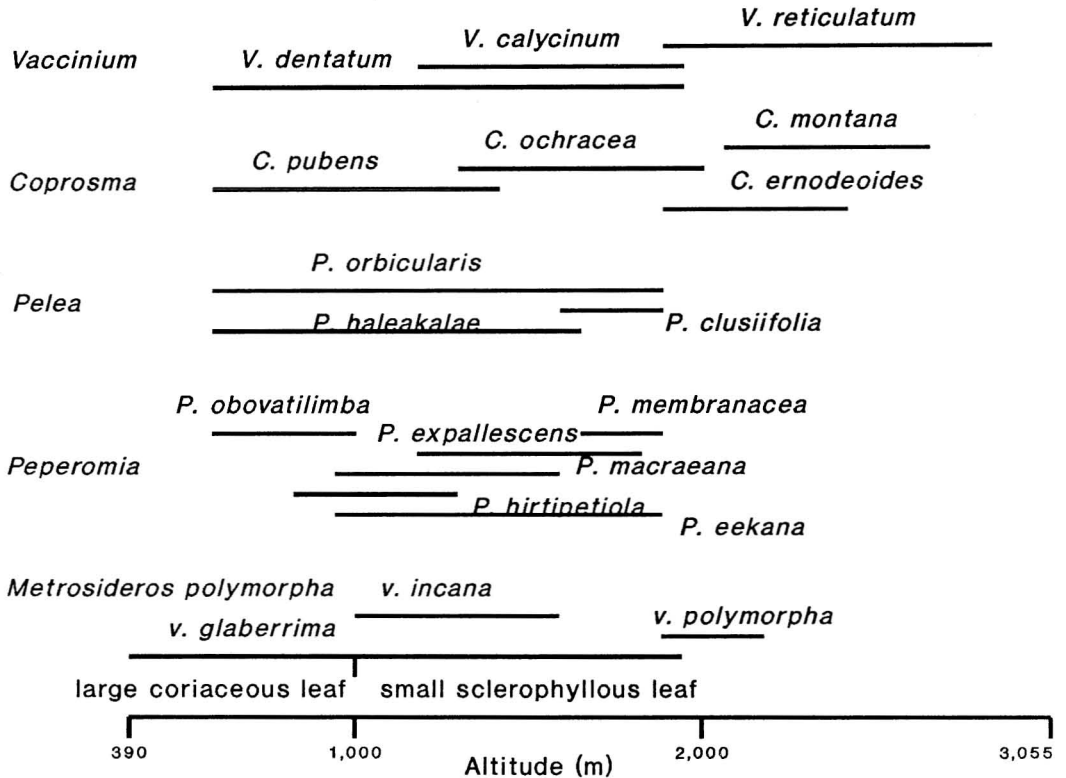 V. reticulatum
V. calycinum
Vaccinium
V. dentatum
C. montana
C. ochracea
C. pubens
Coprosma
C. ernodeoides
P. orbicularis
Pelea
P. haleakalae
P. clusiifolia
P. obovatilimba
P. membranacea
P. expallescens
Peperomia
P. macraeana
P. hirtipetiola
P. eekana
Metrosideros polymorpha
v. incana
v. glaberrima
v. polymorpha
large coriaceous leaf
small sclerophyllous leaf
390
1,000
2,000
3,055
Altitude (m)